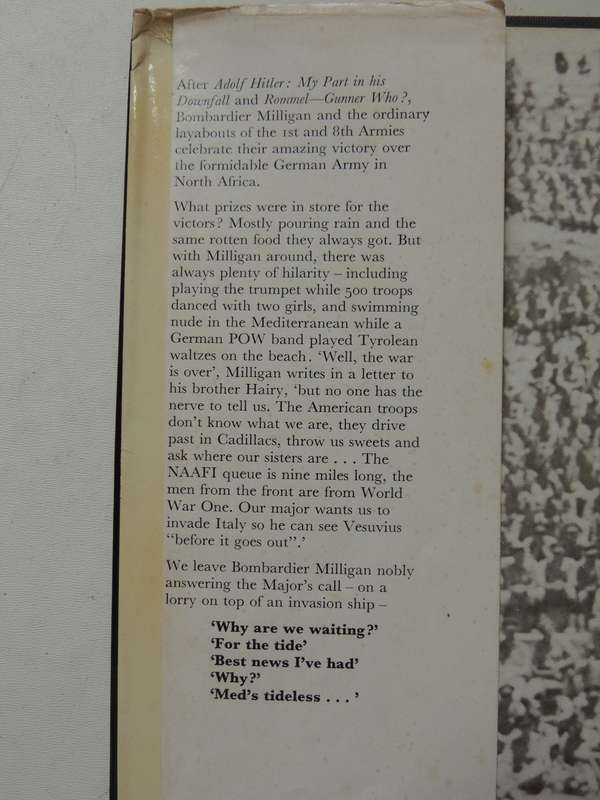 After Adolf Hitler: My Part in his
Downfall and Rommel—Gunner Who?,
Bombardier Milligan and the ordinary
layabouts of the 1st and 8th Armies
celebrate their amazing victory over
the formidable German Army in
North Africa.
What prizes were in store for the
victors? Mostly pouring rain and the
same rotten food they always got. But
with Milligan around, there was
always plenty of hilarity – including
playing the trumpet while 500 troops
danced with two girls, and swimming
nude in the Mediterranean while a
German POW band played Tyrolean
waltzes on the beach. ‘Well, the war
is over’, Milligan writes in a letter to
his brother Hairy, ‘but no one has the
nerve to tell us. The American troops
don’t know what we are, they drive
past in Cadillacs, throw us sweets and
ask where our sisters are . . . The
NAAFI queue is nine miles long, the
men from the front are from World
War One. Our major wants us to
invade Italy so he can see Vesuvius
“before it goes out”.’
We leave Bombardier Milligan nobly
answering the Major’s call – on a
lorry on top of an invasion ship –
‘Why are we waiting?’
‘For the tide’
‘Best news I’ve had’
‘Why?’
‘Med’s tideless . . . ’